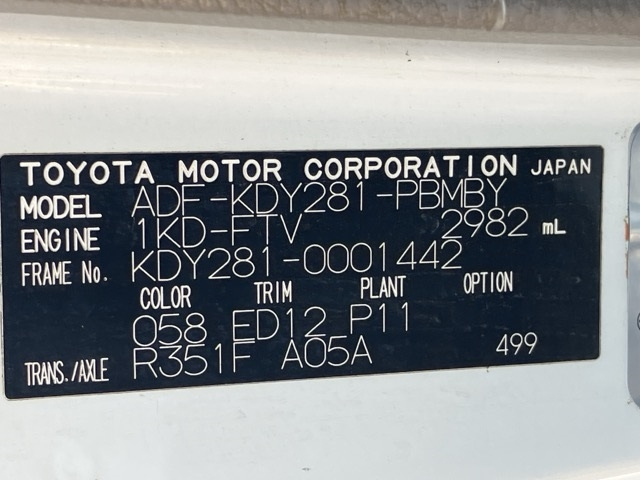 TOYOTA MOTOR CORPORATION JAPAN
MODEL ADF-KDY281-PBMBY
ENGINE 1KD-FTV 2982 mL
FRAME No. KDY281-0001442
COLOR TRIM PLANT OPTION
058 ED12 P11
TRANS./AXLE R351F A05A 499